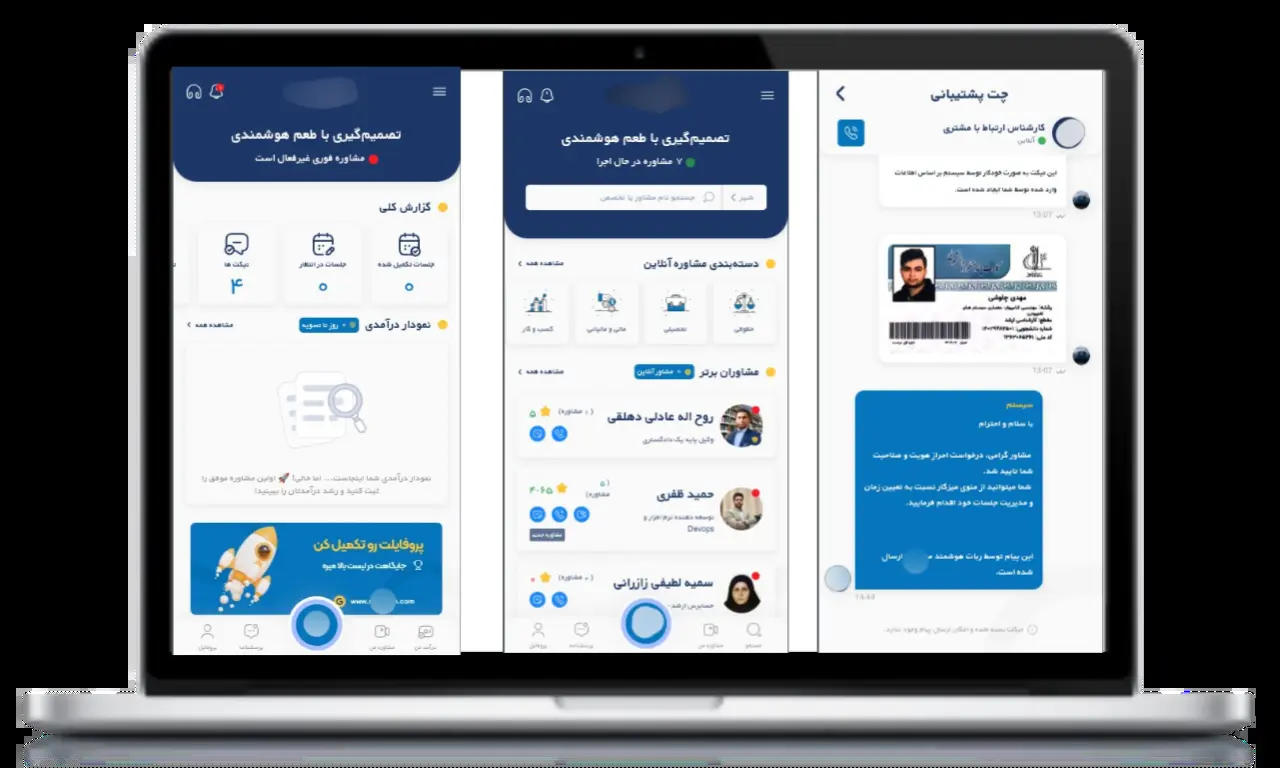 تصمیم‌گیری با طعم هوشمندی
مشاوره فوری غیرفعال است
گزارش کلی
جلسات تکمیل شده
جلسات در انتظار
تیکت ها
۰
۰
۴
نمودار درآمدی
۰ روز تا تسویه
مشاهده همه
نمودار درآمدی شما اینجاست... اما خالی! 🚀 اولین مشاوره موفق را
ثبت کنید و رشد درآمدتان را ببینید!
پروفایلت رو تکمیل کن
جایگاهت در لیست بالا میره
درآمد من
مشاوره من
پرسشنامه
پروفایل
تصمیم‌گیری با طعم هوشمندی
۷ مشاوره در حال اجرا
شهر
جستجو نام مشاور یا تخصص
دسته‌بندی مشاوره آنلاین
مشاهده همه
حقوقی
تحصیلی
مالی و مالیاتی
کسب و کار
مشاوران برتر
۰ مشاور آنلاین
مشاهده همه
روح اله عادلی دهلقی
مشاوره)
۵
وکیل پایه یک دادگستری
حمید ظفری
(۵
مشاوره)
۴.۶۵
توسعه دهنده نرم افزار و
Devops
مشاوره جدید
سمیه لطیفی زازرانی
(۰ مشاوره)
۰
حسابرس ارشد
جستجو
مشاوره من
پرسشنامه
پروفایل
چت پشتیبانی
کارشناس ارتباط با مشتری
آنلاین
این تیکت به صورت خودکار توسط سیستم بر اساس اطلاعات
وارد شده توسط شما ایجاد شده است.
13:07
مهدی چاوشی
13:07
سیستم
با سلام و احترام
مشاور گرامی، درخواست احراز هویت و صلاحیت
شما تایید شد.
شما میتوانید از منوی میزکار نسبت به تعیین زمان
و مدیریت جلسات خود اقدام فرمایید.
این پیام توسط ربات هوشمند ارسال
شده است.
14:44
تیکت بسته شده و امکان ارسال پیام وجود ندارد.